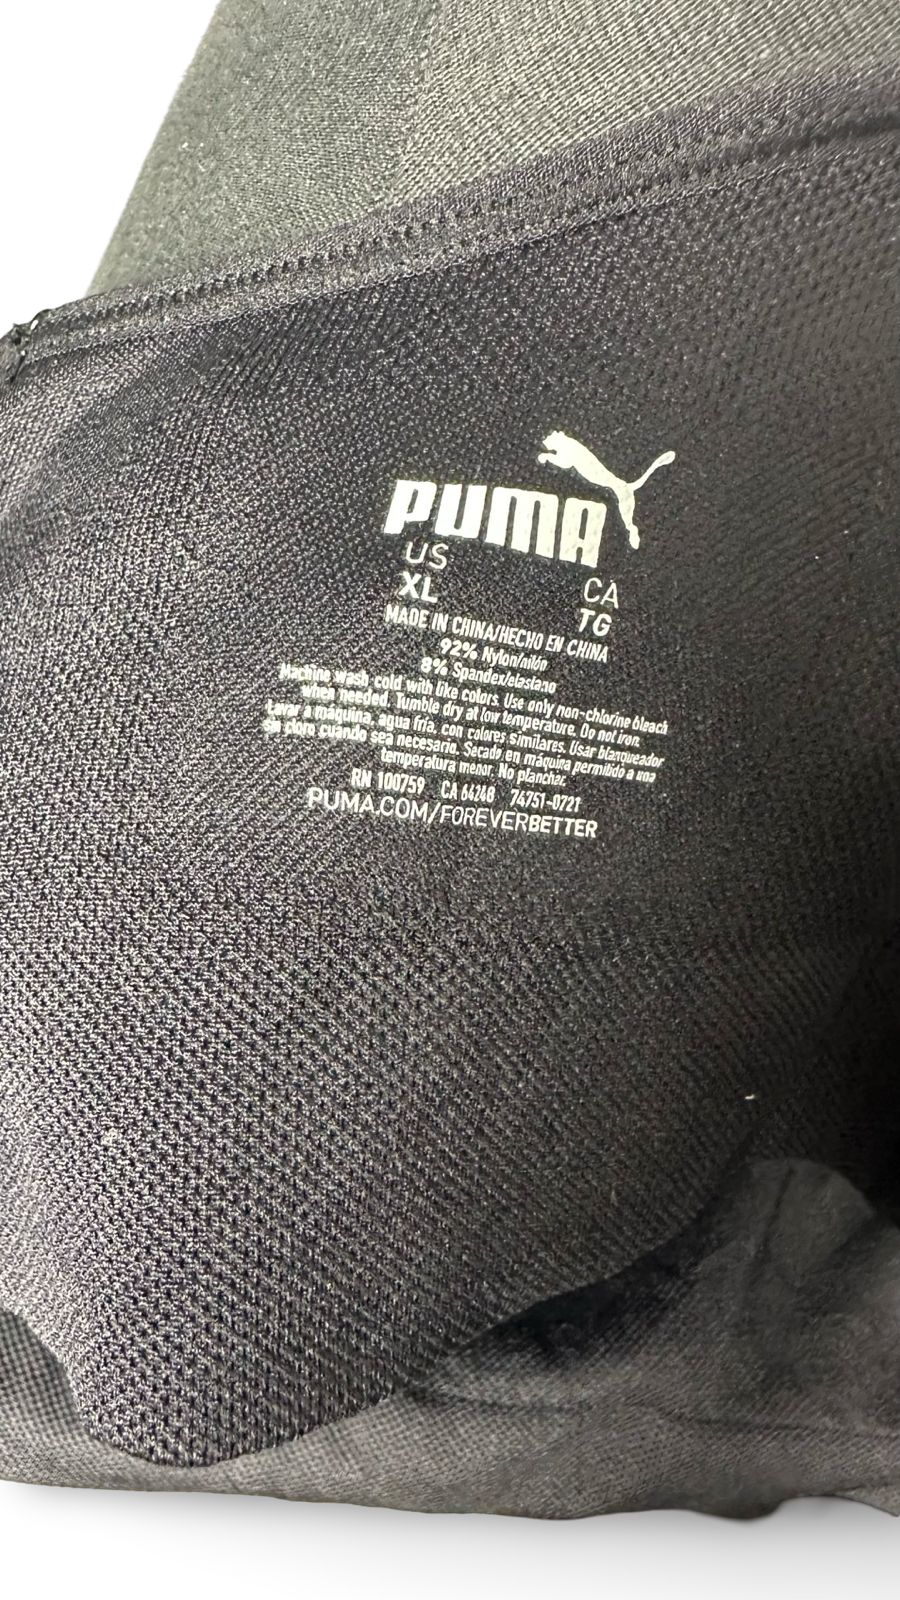 PUMA
US
XL
CA
TG
MADE IN CHINA/HECHO EN CHINA
92% Nylon/nilón
8% Spandex/elastano
Machine wash cold with like colors. Use only non-chlorine bleach
when needed. Tumble dry at low temperature. Do not iron.
Lavar a máquina, agua fría, con colores similares. Usar blanqueador
sin cloro cuando sea necesario. Secado en máquina permitido a una
temperatura menor. No planchar.
RN 100759 CA 64248 74751-0721
PUMA.COM/FOREVERBETTER